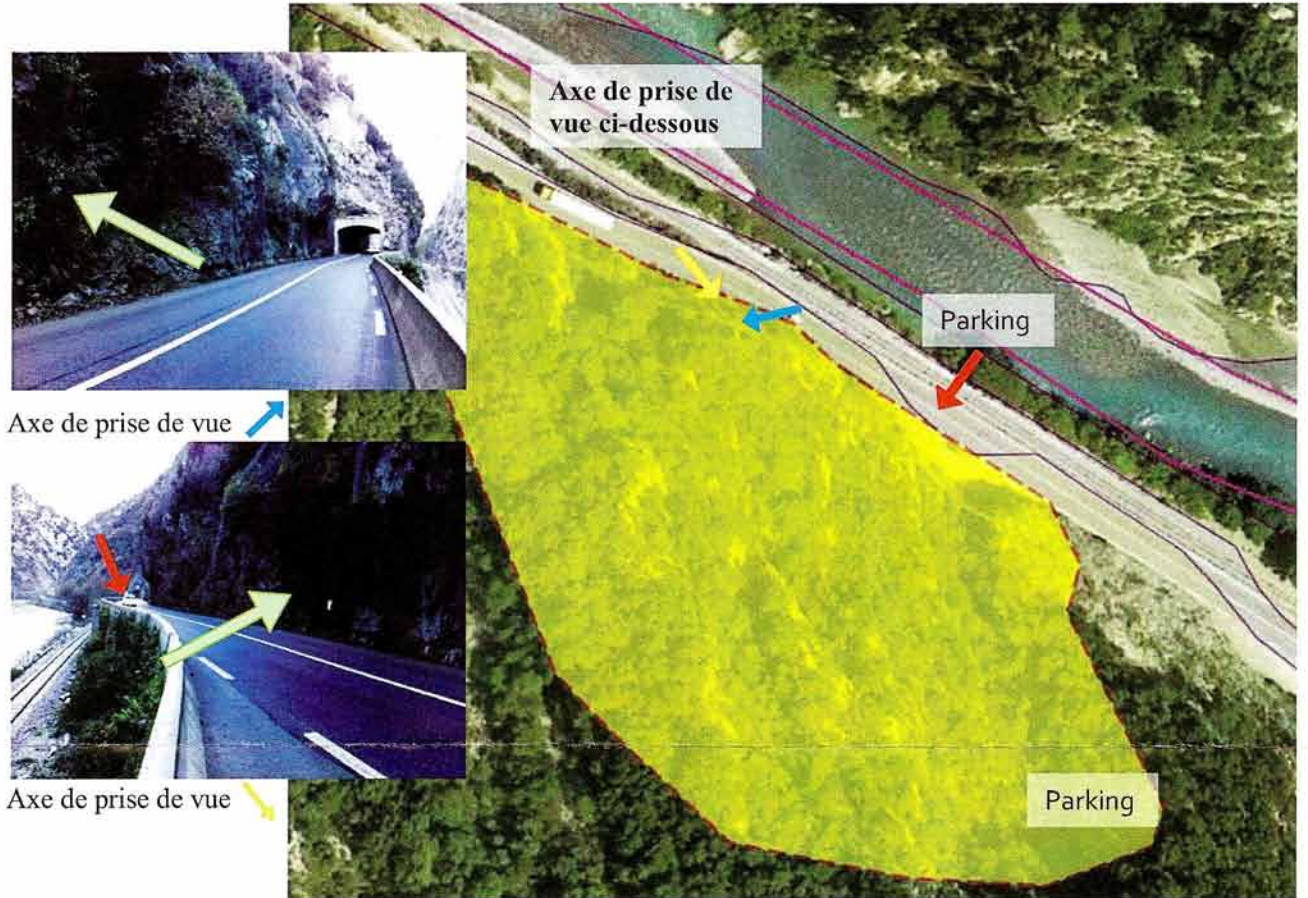 Axe de prise de
vue ci-dessous
Parking
Axe de prise de vue
Axe de prise de vue
Parking